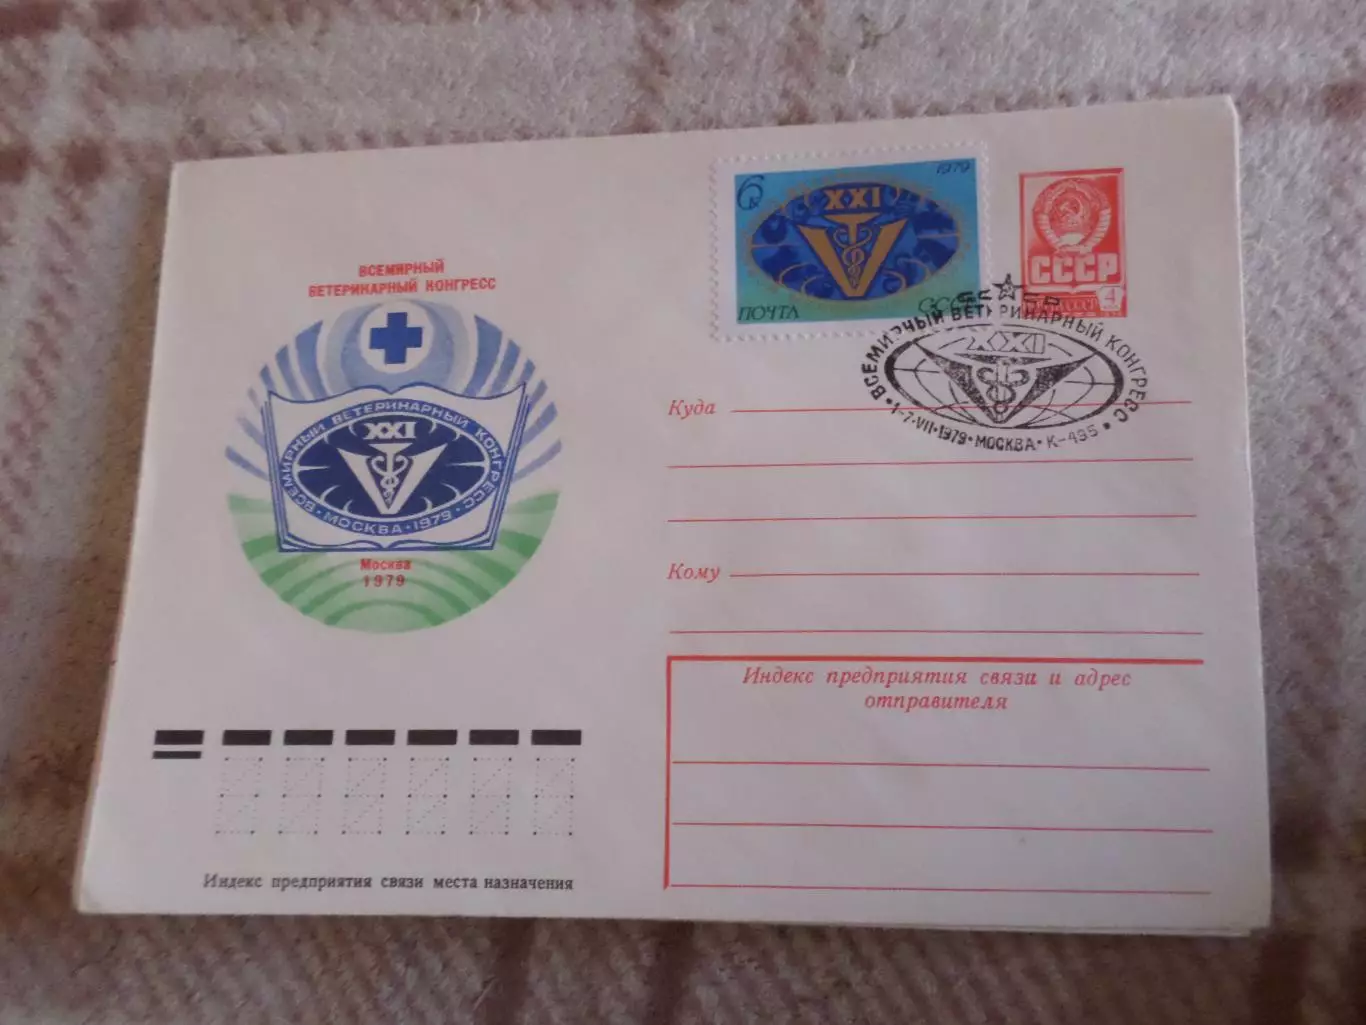 ВСЕМИРНЫЙ
ВЕТЕРИНАРНЫЙ КОНГРЕСС
ВСЕМИРНЫЙ ВЕТЕРИНАРНЫЙ КОНГРЕСС
XXI
• МОСКВА • 1979 •
Москва
1979
6к
1979
XXI
ПОЧТА
СССР
СССР
4
ВСЕМИРНЫЙ ВЕТЕРИНАРНЫЙ КОНГРЕСС
XXI
• 1-7•VII•1979 • МОСКВА • К-495 •
Куда
Кому
Индекс предприятия связи и адрес
отправителя
Индекс предприятия связи места назначения